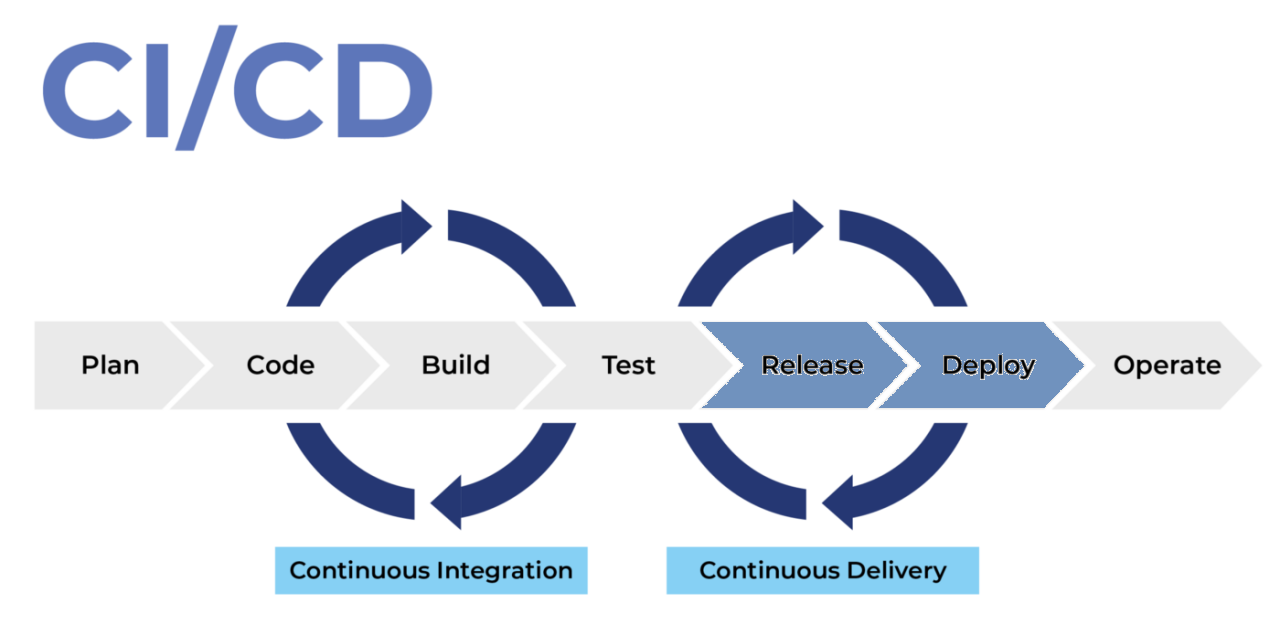 CI/CD
Plan
Code
Build
Test
Release
Deploy
Operate
Continuous Integration
Continuous Delivery